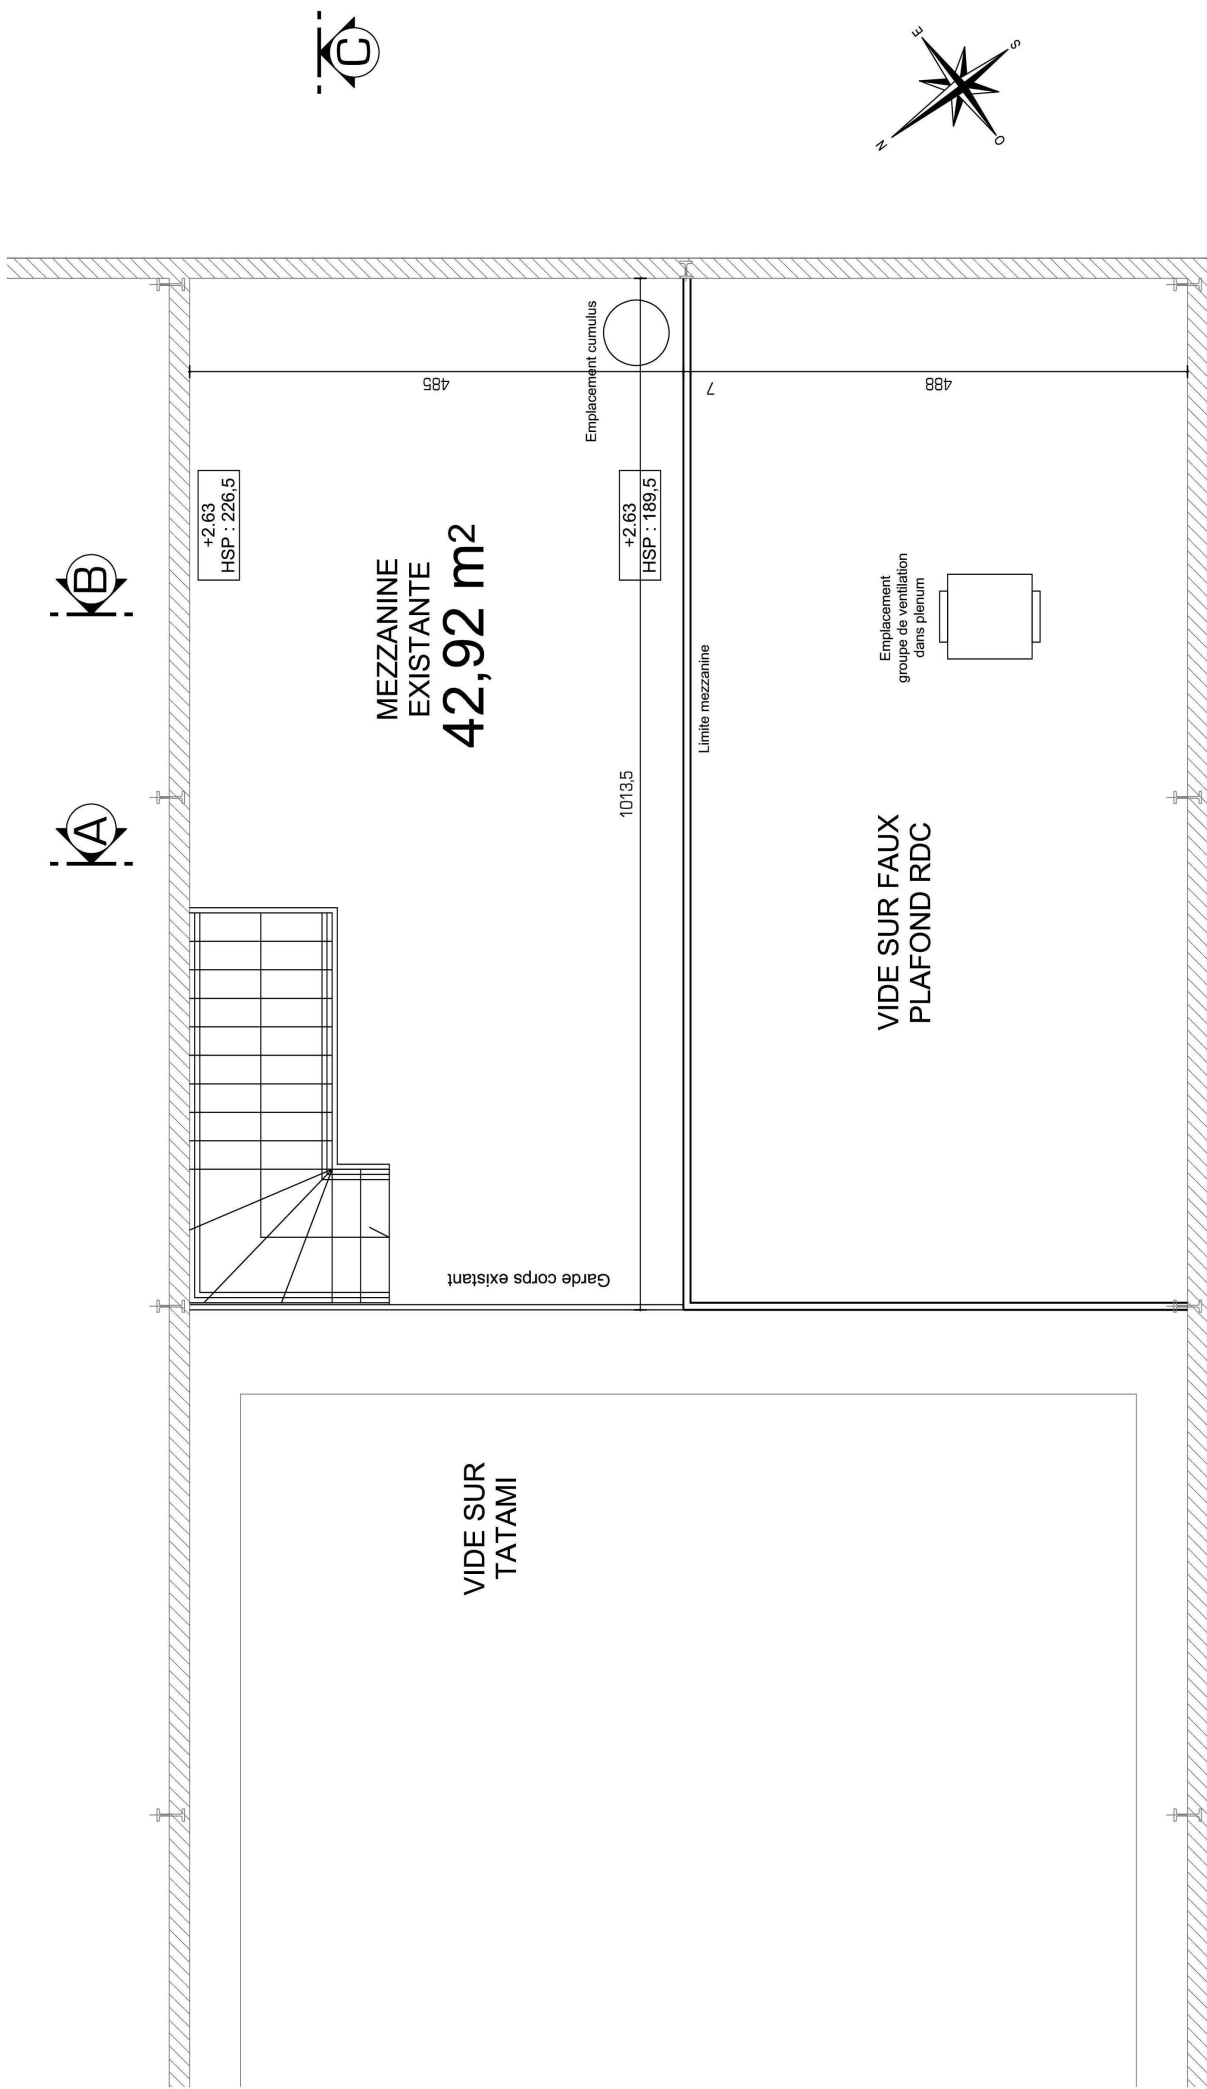 C
E
S
N
O
B
A
485
7
488
Emplacement cumulus
+2.63
HSP : 226,5
+2.63
HSP : 189,5
MEZZANINE
EXISTANTE
42,92 m²
1013,5
Limite mezzanine
Emplacement
groupe de ventilation
dans plenum
VIDE SUR FAUX
PLAFOND RDC
Garde corps existant
VIDE SUR
TATAMI